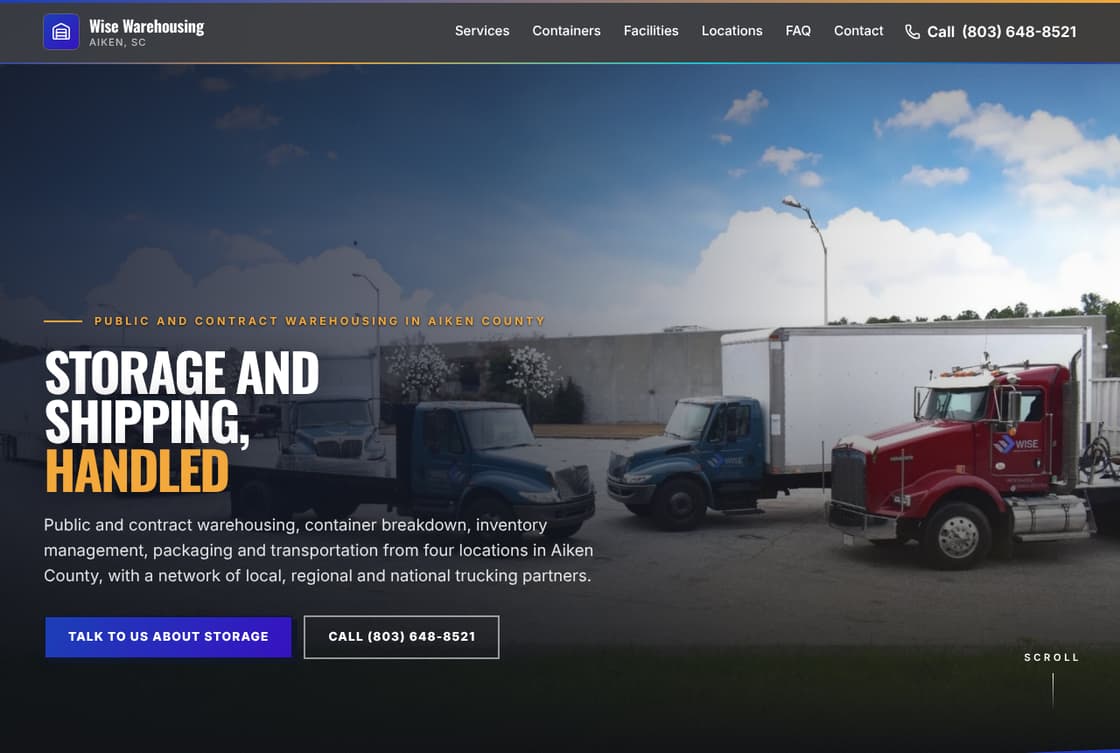 Wise Warehousing
AIKEN, SC
Services
Containers
Facilities
Locations
FAQ
Contact
Call (803) 648-8521
PUBLIC AND CONTRACT WAREHOUSING IN AIKEN COUNTY
STORAGE AND
SHIPPING,
HANDLED
Public and contract warehousing, container breakdown, inventory
management, packaging and transportation from four locations in Aiken
County, with a network of local, regional and national trucking partners.
TALK TO US ABOUT STORAGE
CALL (803) 648-8521
WISE
WISE
SCROLL